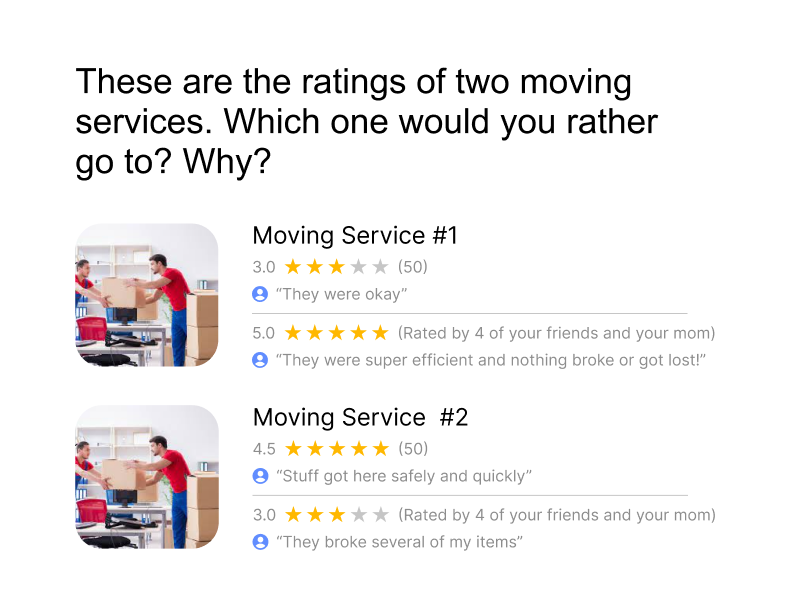 These are the ratings of two moving
services. Which one would you rather
go to? Why?
Moving Service #1
3.0 (50)
“They were okay”
5.0 (Rated by 4 of your friends and your mom)
“They were super efficient and nothing broke or got lost!”
Moving Service #2
4.5 (50)
“Stuff got here safely and quickly”
3.0 (Rated by 4 of your friends and your mom)
“They broke several of my items”